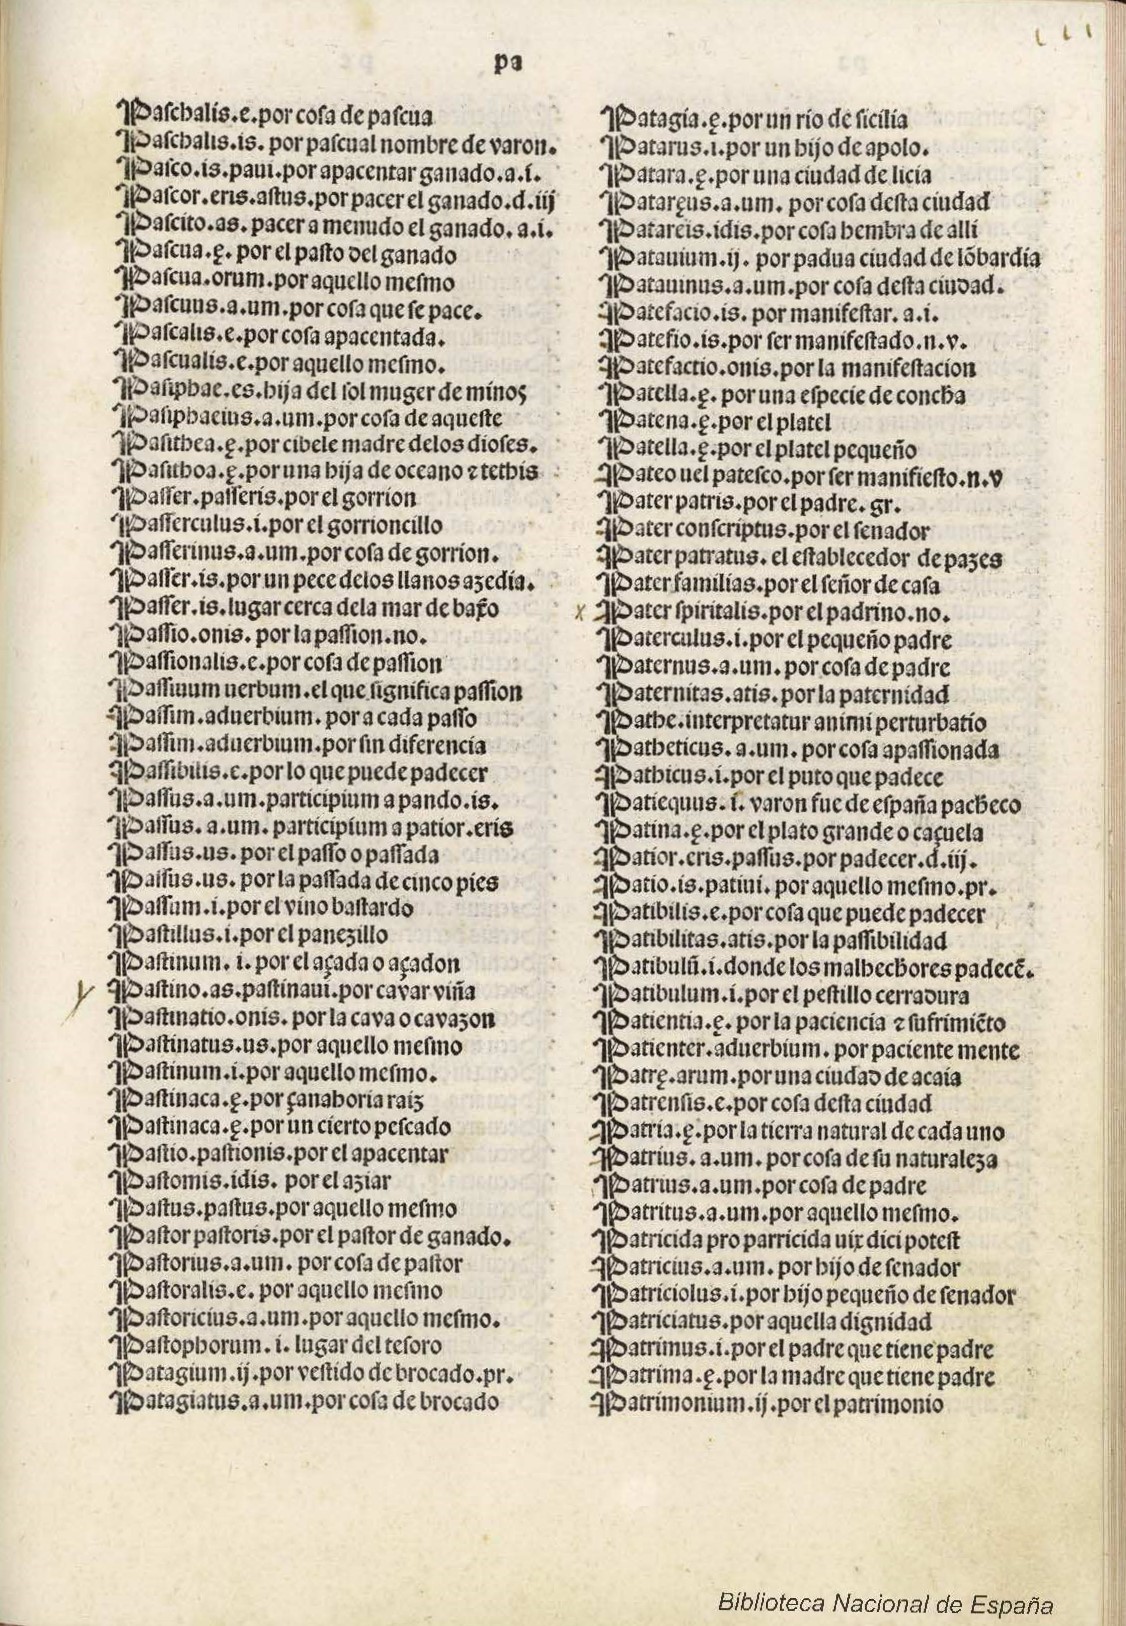 pa
Paſchalis.e.por coſa de paſcua
Paſchalis.is. por paſcual nombre de varon.
Paſco.is.paui.por apacentar ganado.a.i.
Paſcor.eris.aſtus.por pacer el ganado.d.iij
Paſcito.as. pacer a menudo el ganado. a.i.
Paſcua.ę. por el paſto del ganado
Paſcua.orum.por aquello meſmo
Paſcuus.a.um.por coſa que ſe pace.
Paſcalis.e.por coſa apacentada.
Paſcualis.e.por aquello meſmo.
Paſiphae.es.hija del ſol muger de minos
Paſiphaeius.a.um.por coſa de aqueſte
Paſithea.ę.por cibele madre delos dioſes.
Paſithoa.ę.por una hija de oceano ⁊ tethis
Paſſer.paſſeris.por el gorrion
Paſſerculus.i.por el gorrioncillo
Paſſerinus.a.um.por coſa de gorrion.
Paſſer.is.por un pece delos llanos azedia.
Paſſer.is.lugar cerca dela mar de
Paſſio.onis. por la paſſion.no.
Paſſionalis.e.por coſa de paſſion
Paſſiuum uerbum.el que ſignifica paſſion
Paſſim.aduerbium.por a cada paſſo
Paſſim.aduerbium.por ſin diferencia
Paſſibilis.e.por lo que puede padecer
Paſſus.a.um.participium a pando.is.
Paſſus. a.um. participium a patior.eris
Paſſus.us. por el paſſo o paſſada
Paſſus.us. por la paſſada de cinco pies
Paſſum.i.por el vino baſtardo
Paſtillus.i.por el panezillo
Paſtinum. i. por el açada o açadon
Paſtino.as.paſtinaui.por cavar viña
Paſtinatio.onis. por la cava o cavazon
Paſtinatus.us.por aquello meſmo
Paſtinum.i.por aquello meſmo.
Paſtinaca.ę.por çanahoria raiz
Paſtinaca.ę.por un cierto peſcado
Paſtio.paſtionis.por el apacentar
Paſtomis.idis. por el aziar
Paſtus.paſtus.por aquello meſmo
Paſtor paſtoris.por el paſtor de ganado.
Paſtorius.a.um. por coſa de paſtor
Paſtoralis.e. por aquello meſmo
Paſtoricius.a.um.por aquello meſmo.
Paſtophorum. i. lugar del teſoro
Patagium.ij.por veſtido de brocado.pr.
Patagiatus.a.um.por coſa de brocado
Patagia.ę.por un rio de ſicilia
Patarus.i.por un hijo de apolo.
Patara.ę.por una ciudad de licia
Pataręus.a.um. por coſa deſta ciudad
Patareis.idis.por coſa hembra de alli
Patauium.ij. por padua ciudad de lõbardia
Patauinus.a.um.por coſa deſta ciudad.
Patefacio.is. por manifeſtar. a.i.
Patefio.is.por ſer manifeſtado.n.v.
Patefactio.onis.por la manifeſtacion
Patella.ę. por una eſpecie de concha
Patena.ę.por el platel
Patella.ę.por el platel pequeño
Pateo uel pateſco.por ſer manifieſto.n.v
Pater patris.por el padre.gr.
Pater conſcriptus.por el ſenador
Pater patratus. el eſtablecedor de pazes
Pater familias.por el ſeñor de caſa
x Pater ſpiritalis.por el padrino.no.
Paterculus.i.por el pequeño padre
Paternus.a.um. por coſa de padre
Paternitas.atis.por la paternidad
Pathe.interpretatur animi perturbatio
Patheticus. a.um. por coſa apaſſionada
Pathicus.i.por el puto que padece
Patiequus. i. varon fue de eſpaña pacheco
Patina.ę.por el plato grande o caçuela
Patior.eris.paſſus.por padecer.d.iij.
Patio.is.patiui. por aquello meſmo.pr.
Patibilis.e.por coſa que puede padecer
Patibilitas.atis.por la paſſibilidad
Patibulũ.i.donde los malhechores padecẽ.
Patibulum.i.por el peſtillo cerradura
Patientia.ę. por la paciencia ⁊ ſufrimiẽto
Patienter.aduerbium. por paciente mente
Patrę.arum.por una ciudad de acaia
Patrenſis.e.por coſa deſta ciudad
Patria.ę.por la tierra natural de cada uno
Patrius. a.um. por coſa de ſu naturaleza
Patrius.a.um.por coſa de padre
Patritus.a.um.por aquello meſmo.
Patricida pro parricida uix dici poteſt
Patricius.a.um. por hijo de ſenador
Patriciolus.i.por hijo pequeño de ſenador
Patriciatus.por aquella dignidad
Patrimus.i.por el padre que tiene padre
Patrima.ę.por la madre que tiene padre
Patrimonium.ij.por el patrimonio
Biblioteca Nacional de España